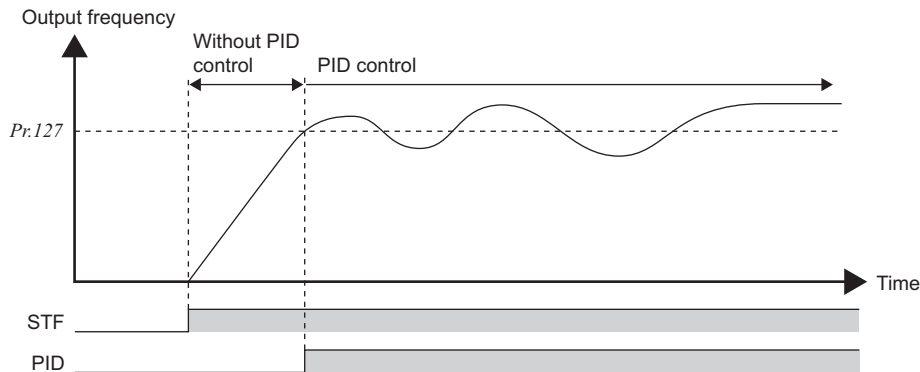 Output frequency
Without PID
control
PID control
Pr.127
Time
STF
PID